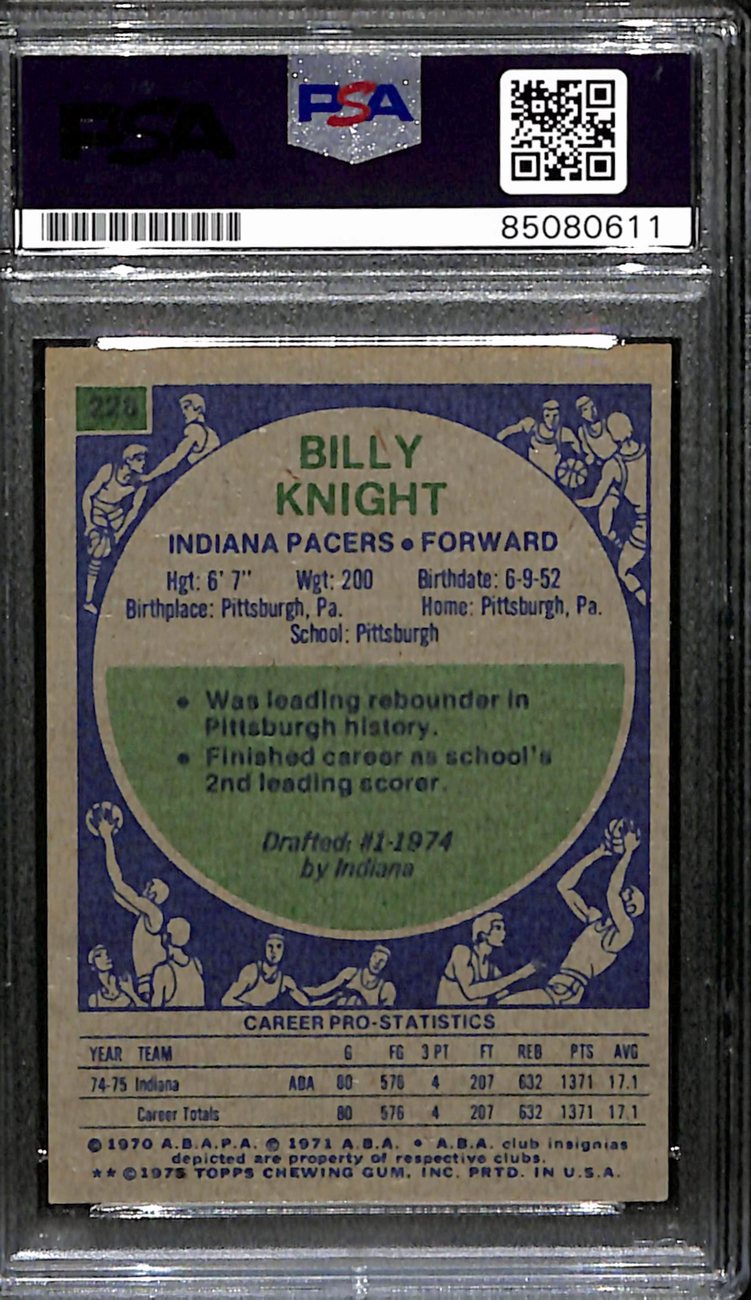 PSA
PSA
85080611
228
BILLY
KNIGHT
INDIANA PACERS • FORWARD
Hgt: 6' 7" Wgt: 200 Birthdate: 6-9-52
Birthplace: Pittsburgh, Pa. Home: Pittsburgh, Pa.
School: Pittsburgh
• Was leading rebounder in
Pittsburgh history.
• Finished career as school's
2nd leading scorer.
Drafted: #1-1974
by Indiana
CAREER PRO-STATISTICS
YEAR TEAM G FG 3 PT FT REB PTS AVG
74-75 Indiana ABA 80 576 4 207 632 1371 17.1
Career Totals 80 576 4 207 632 1371 17.1
© 1970 A.B.A.P.A. © 1971 A.B.A. • A.B.A. club insignias
depicted are property of respective clubs.
** © 1975 TOPPS CHEWING GUM, INC. PRTD. IN U.S.A.